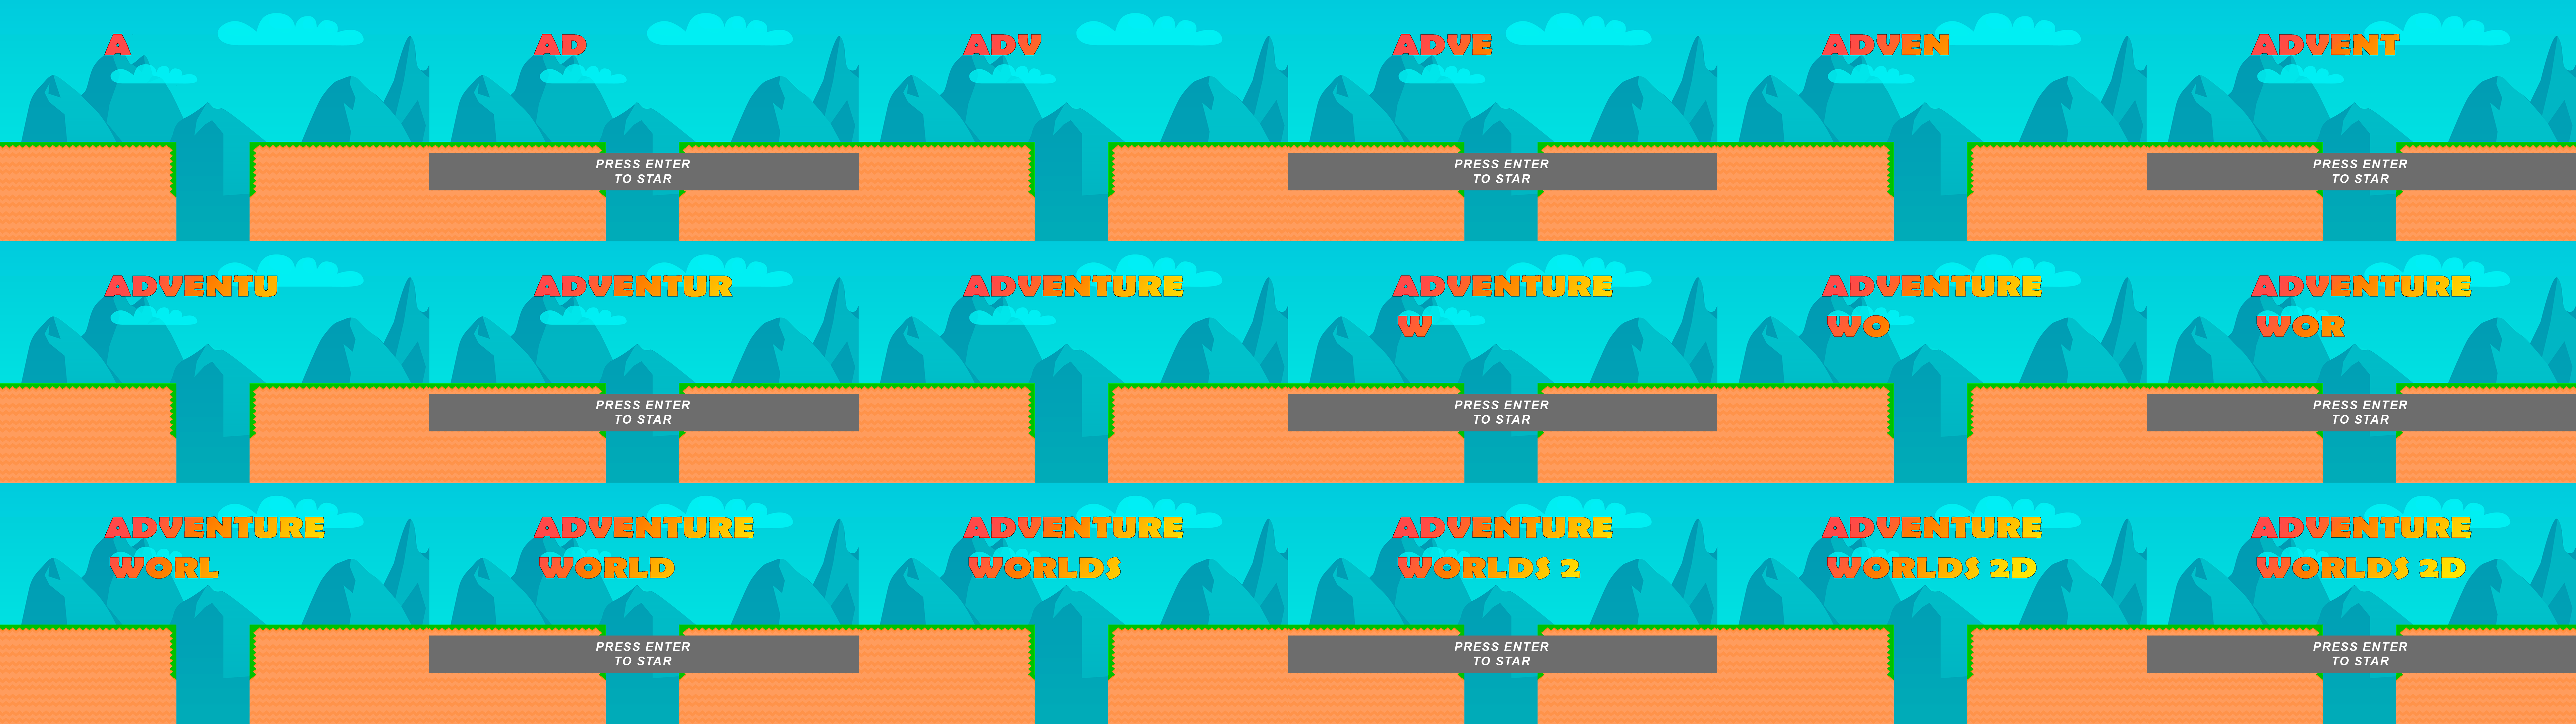 A
AD
ADV
ADVE
ADVEN
ADVENT
PRESS ENTER
TO STAR
PRESS ENTER
TO STAR
PRESS ENTER
TO STAR
ADVENTU
ADVENTUR
ADVENTURE
ADVENTURE
W
ADVENTURE
WO
ADVENTURE
WOR
PRESS ENTER
TO STAR
PRESS ENTER
TO STAR
PRESS ENTER
TO STAR
ADVENTURE
WORL
ADVENTURE
WORLD
ADVENTURE
WORLDS
ADVENTURE
WORLDS 2
ADVENTURE
WORLDS 2D
ADVENTURE
WORLDS 2D
PRESS ENTER
TO STAR
PRESS ENTER
TO STAR
PRESS ENTER
TO STAR